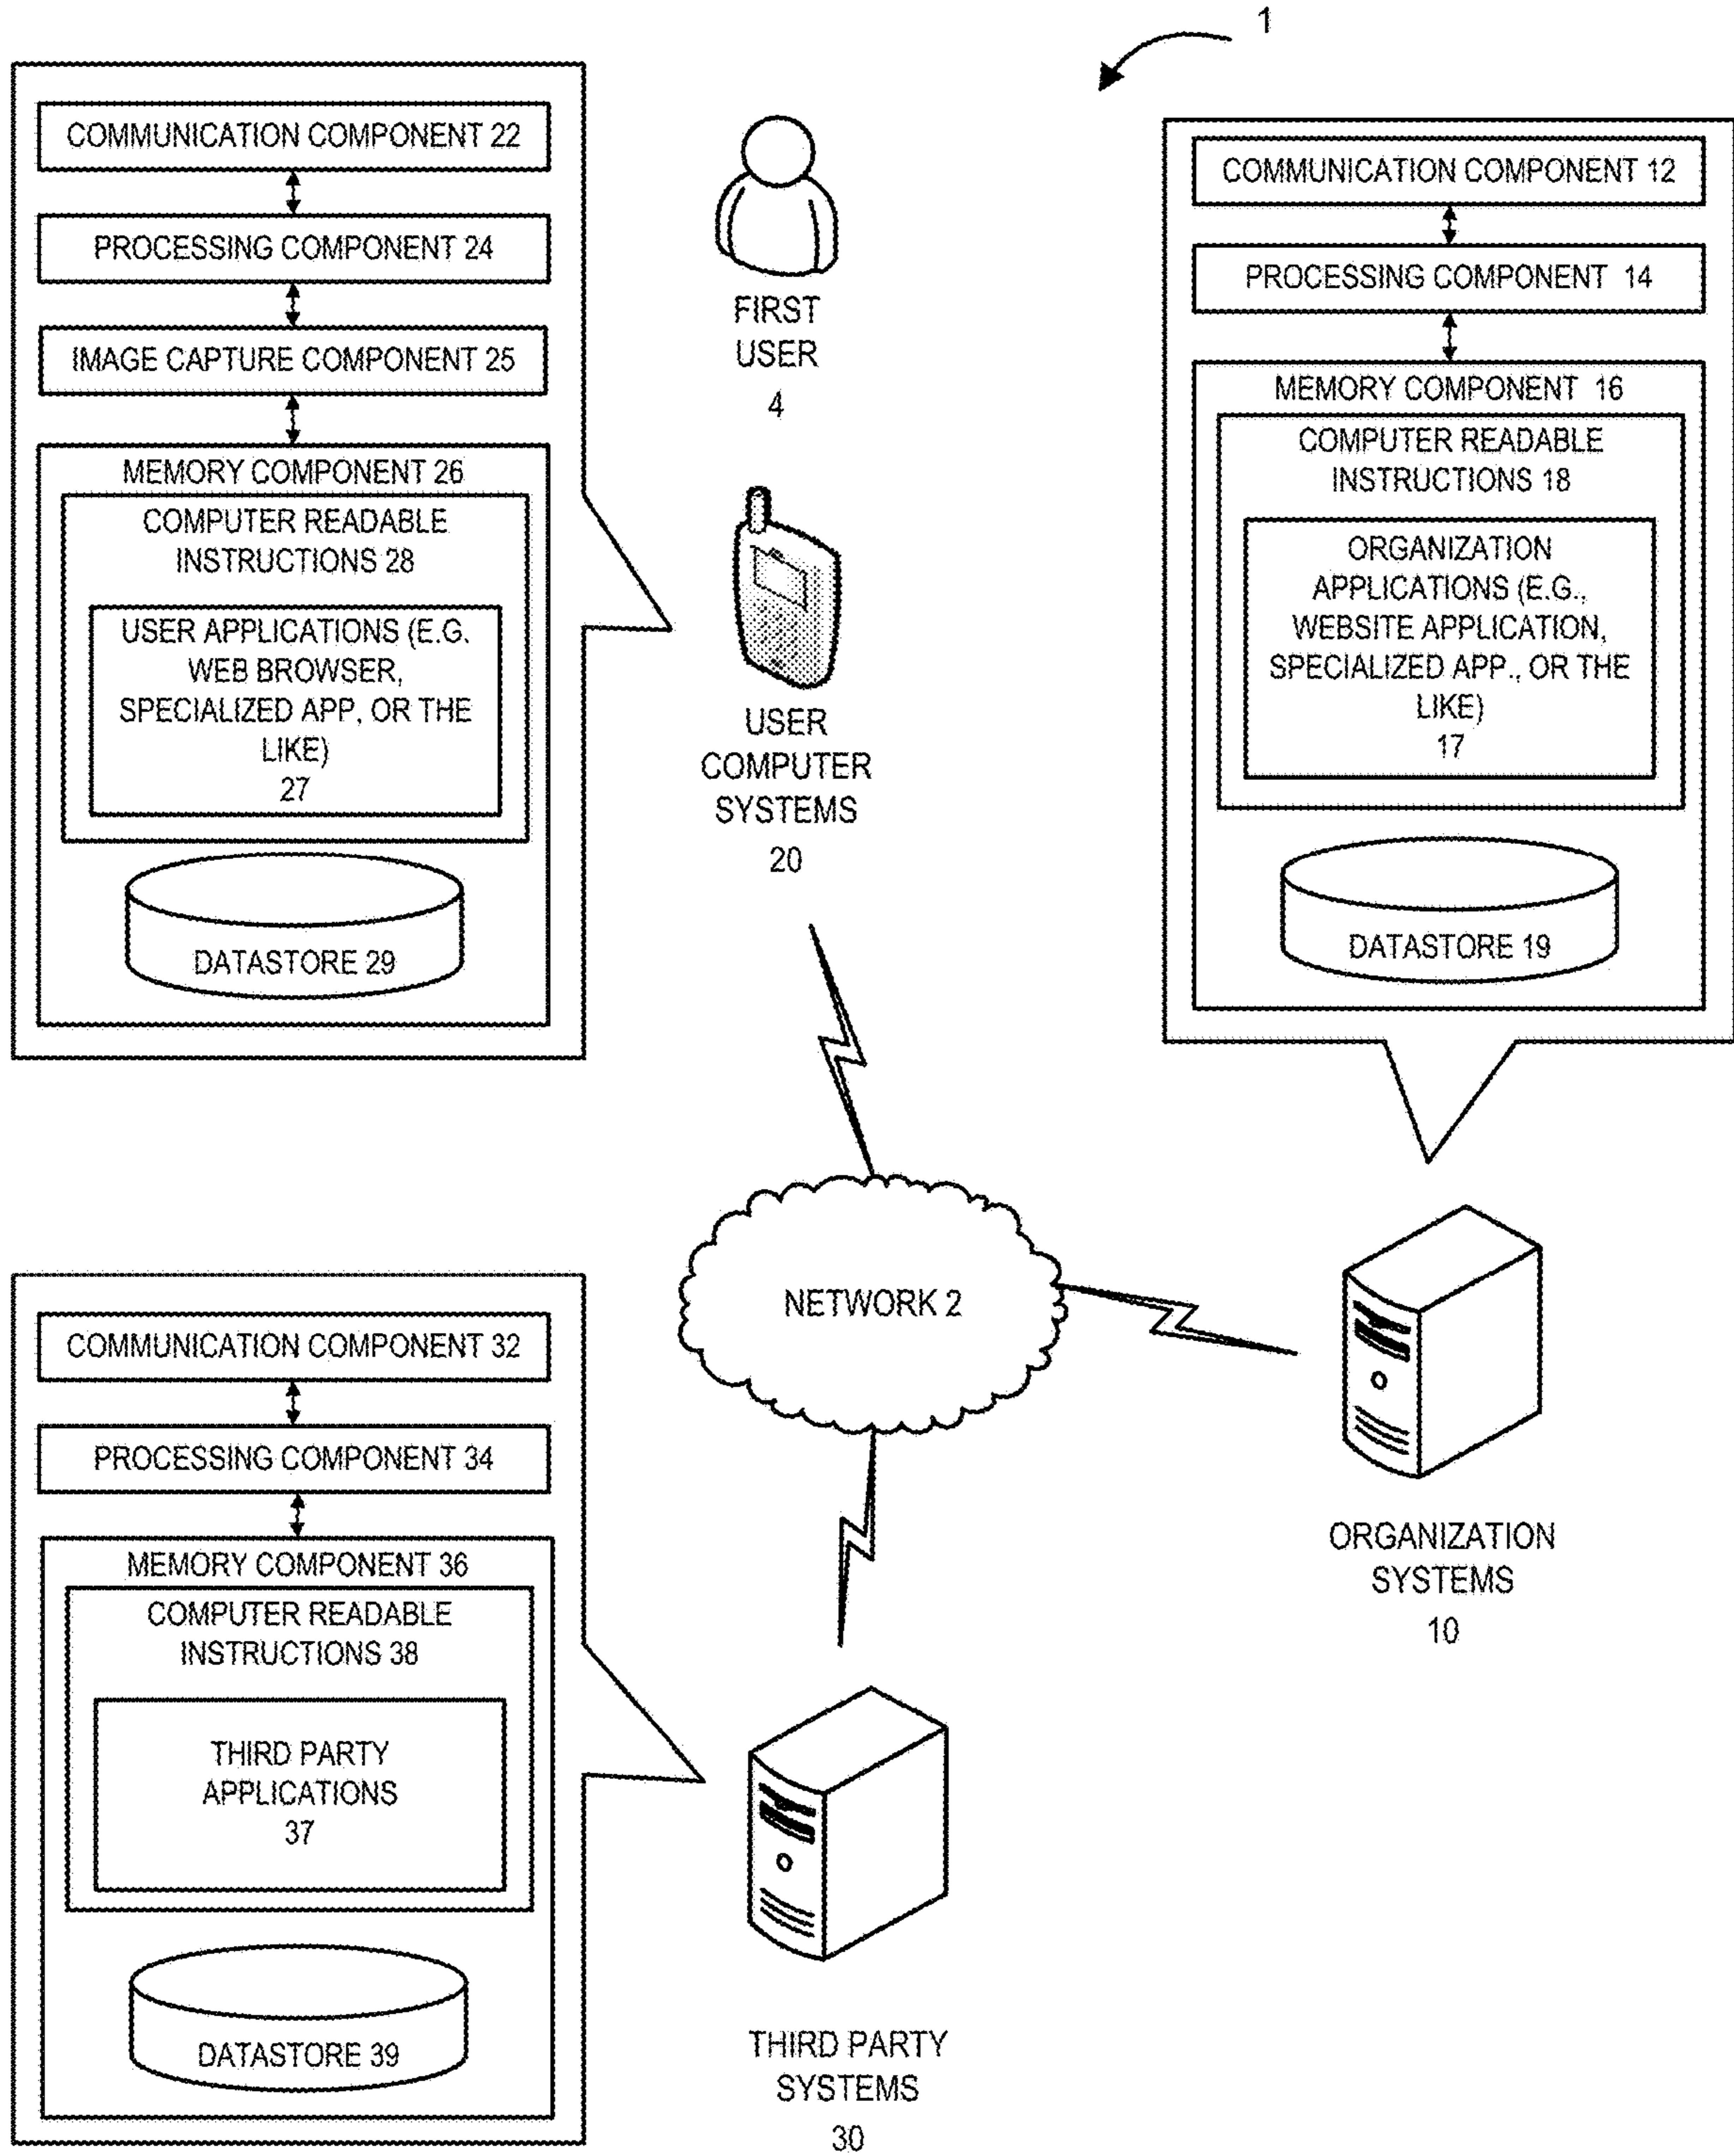 1
COMMUNICATION COMPONENT 22
PROCESSING COMPONENT 24
IMAGE CAPTURE COMPONENT 25
MEMORY COMPONENT 26
COMPUTER READABLE
INSTRUCTIONS 28
USER APPLICATIONS (E.G.
WEB BROWSER,
SPECIALIZED APP, OR THE
LIKE)
27
DATASTORE 29
FIRST
USER
4
USER
COMPUTER
SYSTEMS
20
COMMUNICATION COMPONENT 12
PROCESSING COMPONENT 14
MEMORY COMPONENT 16
COMPUTER READABLE
INSTRUCTIONS 18
ORGANIZATION
APPLICATIONS (E.G.,
WEBSITE APPLICATION,
SPECIALIZED APP., OR THE
LIKE)
17
DATASTORE 19
NETWORK 2
ORGANIZATION
SYSTEMS
10
COMMUNICATION COMPONENT 32
PROCESSING COMPONENT 34
MEMORY COMPONENT 36
COMPUTER READABLE
INSTRUCTIONS 38
THIRD PARTY
APPLICATIONS
37
DATASTORE 39
THIRD PARTY
SYSTEMS
30